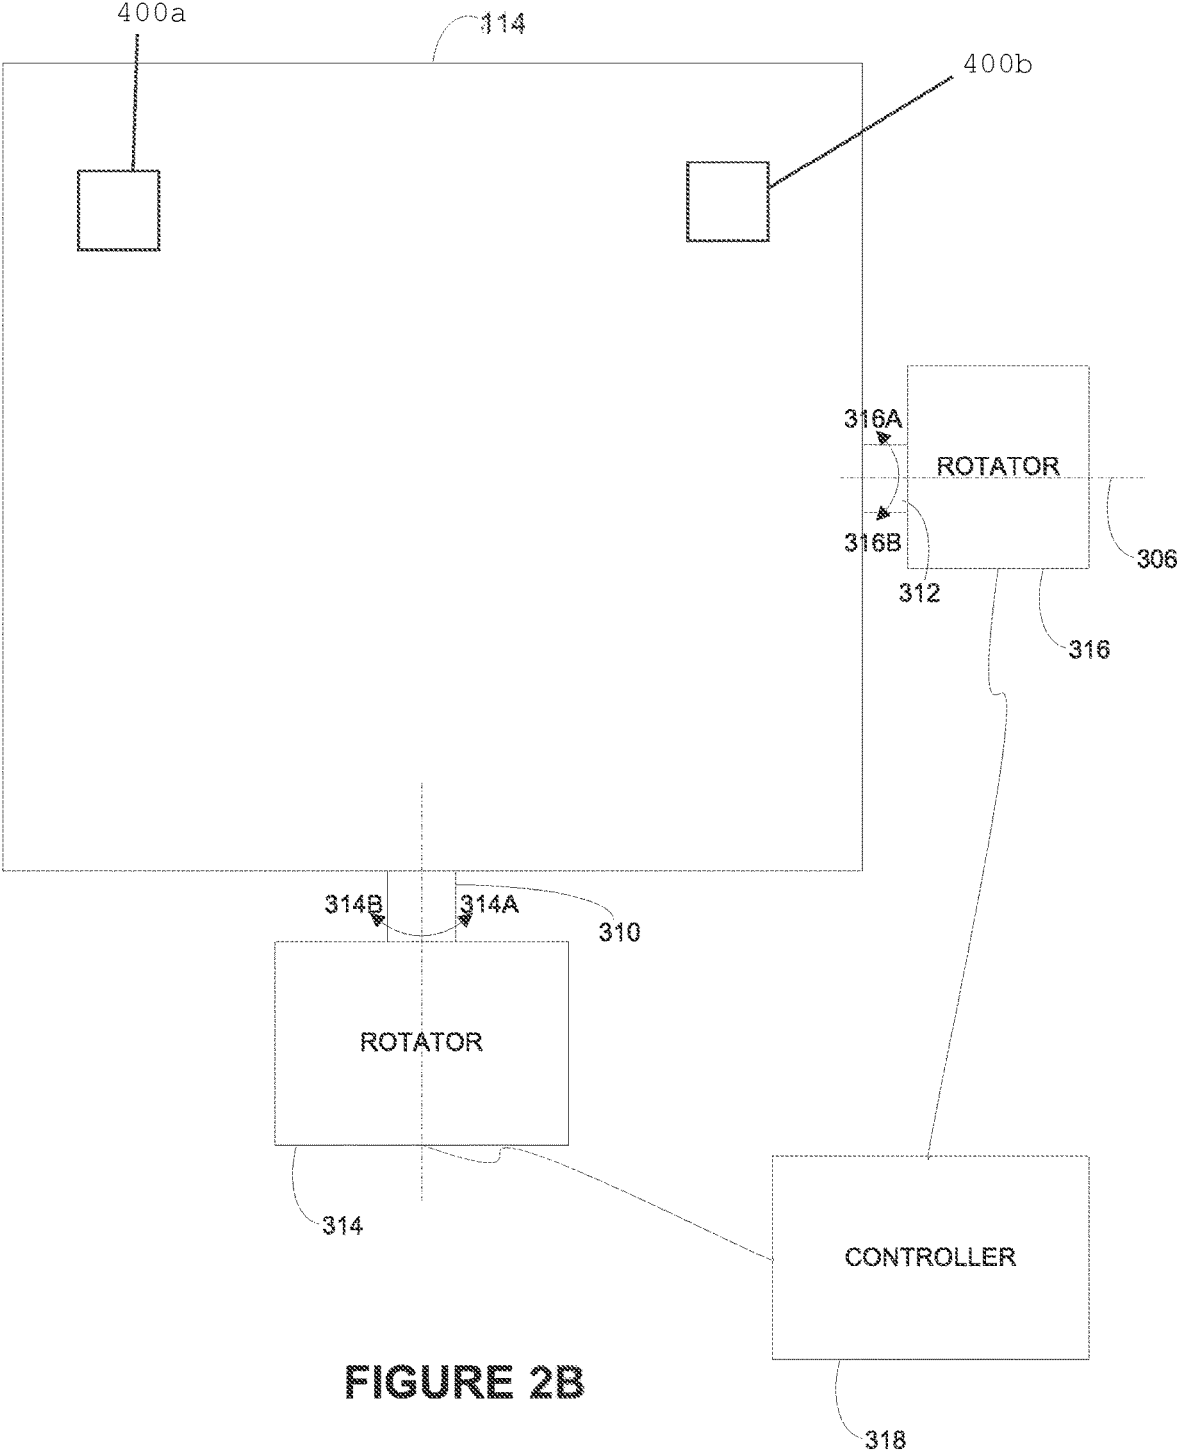 400a
114
400b
316A
ROTATOR
316B
306
312
316
314B
314A
310
ROTATOR
314
CONTROLLER
FIGURE 2B
318